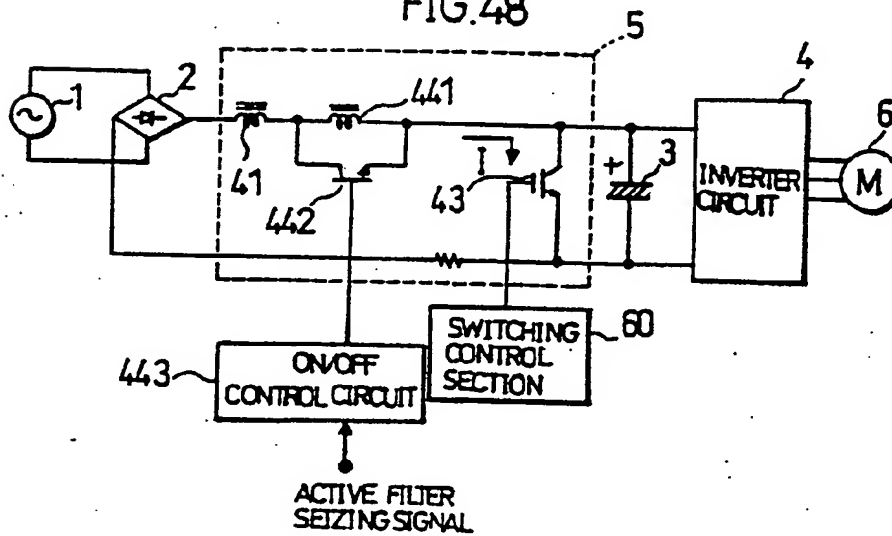 FIG.48
5
1
2
41
441
442
43
I
3
+
4
INVERTER
CIRCUIT
6
M
443
ON/OFF
CONTROL CIRCUIT
SWITCHING
CONTROL
SECTION
60
ACTIVE FILTER
SEIZING SIGNAL